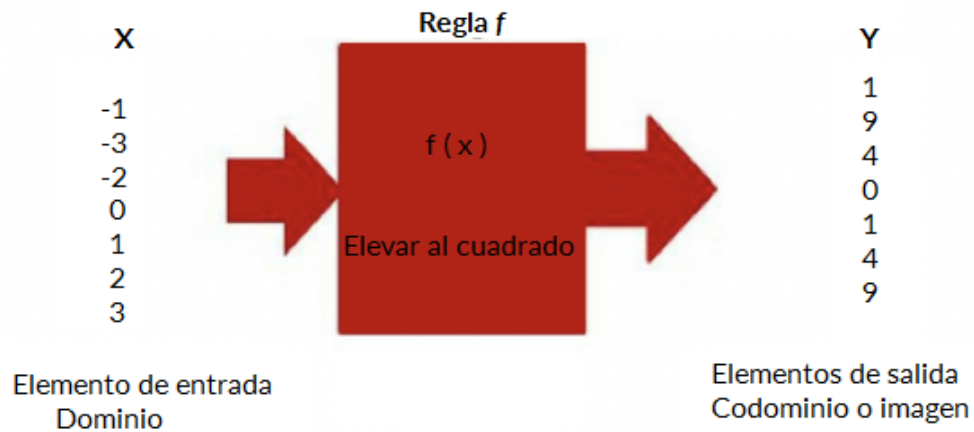 Regla f
X
-1
-3
-2
0
1
2
3
Elemento de entrada
Dominio
f ( x )
Elevar al cuadrado
Y
1
9
4
0
1
4
9
Elementos de salida
Codominio o imagen